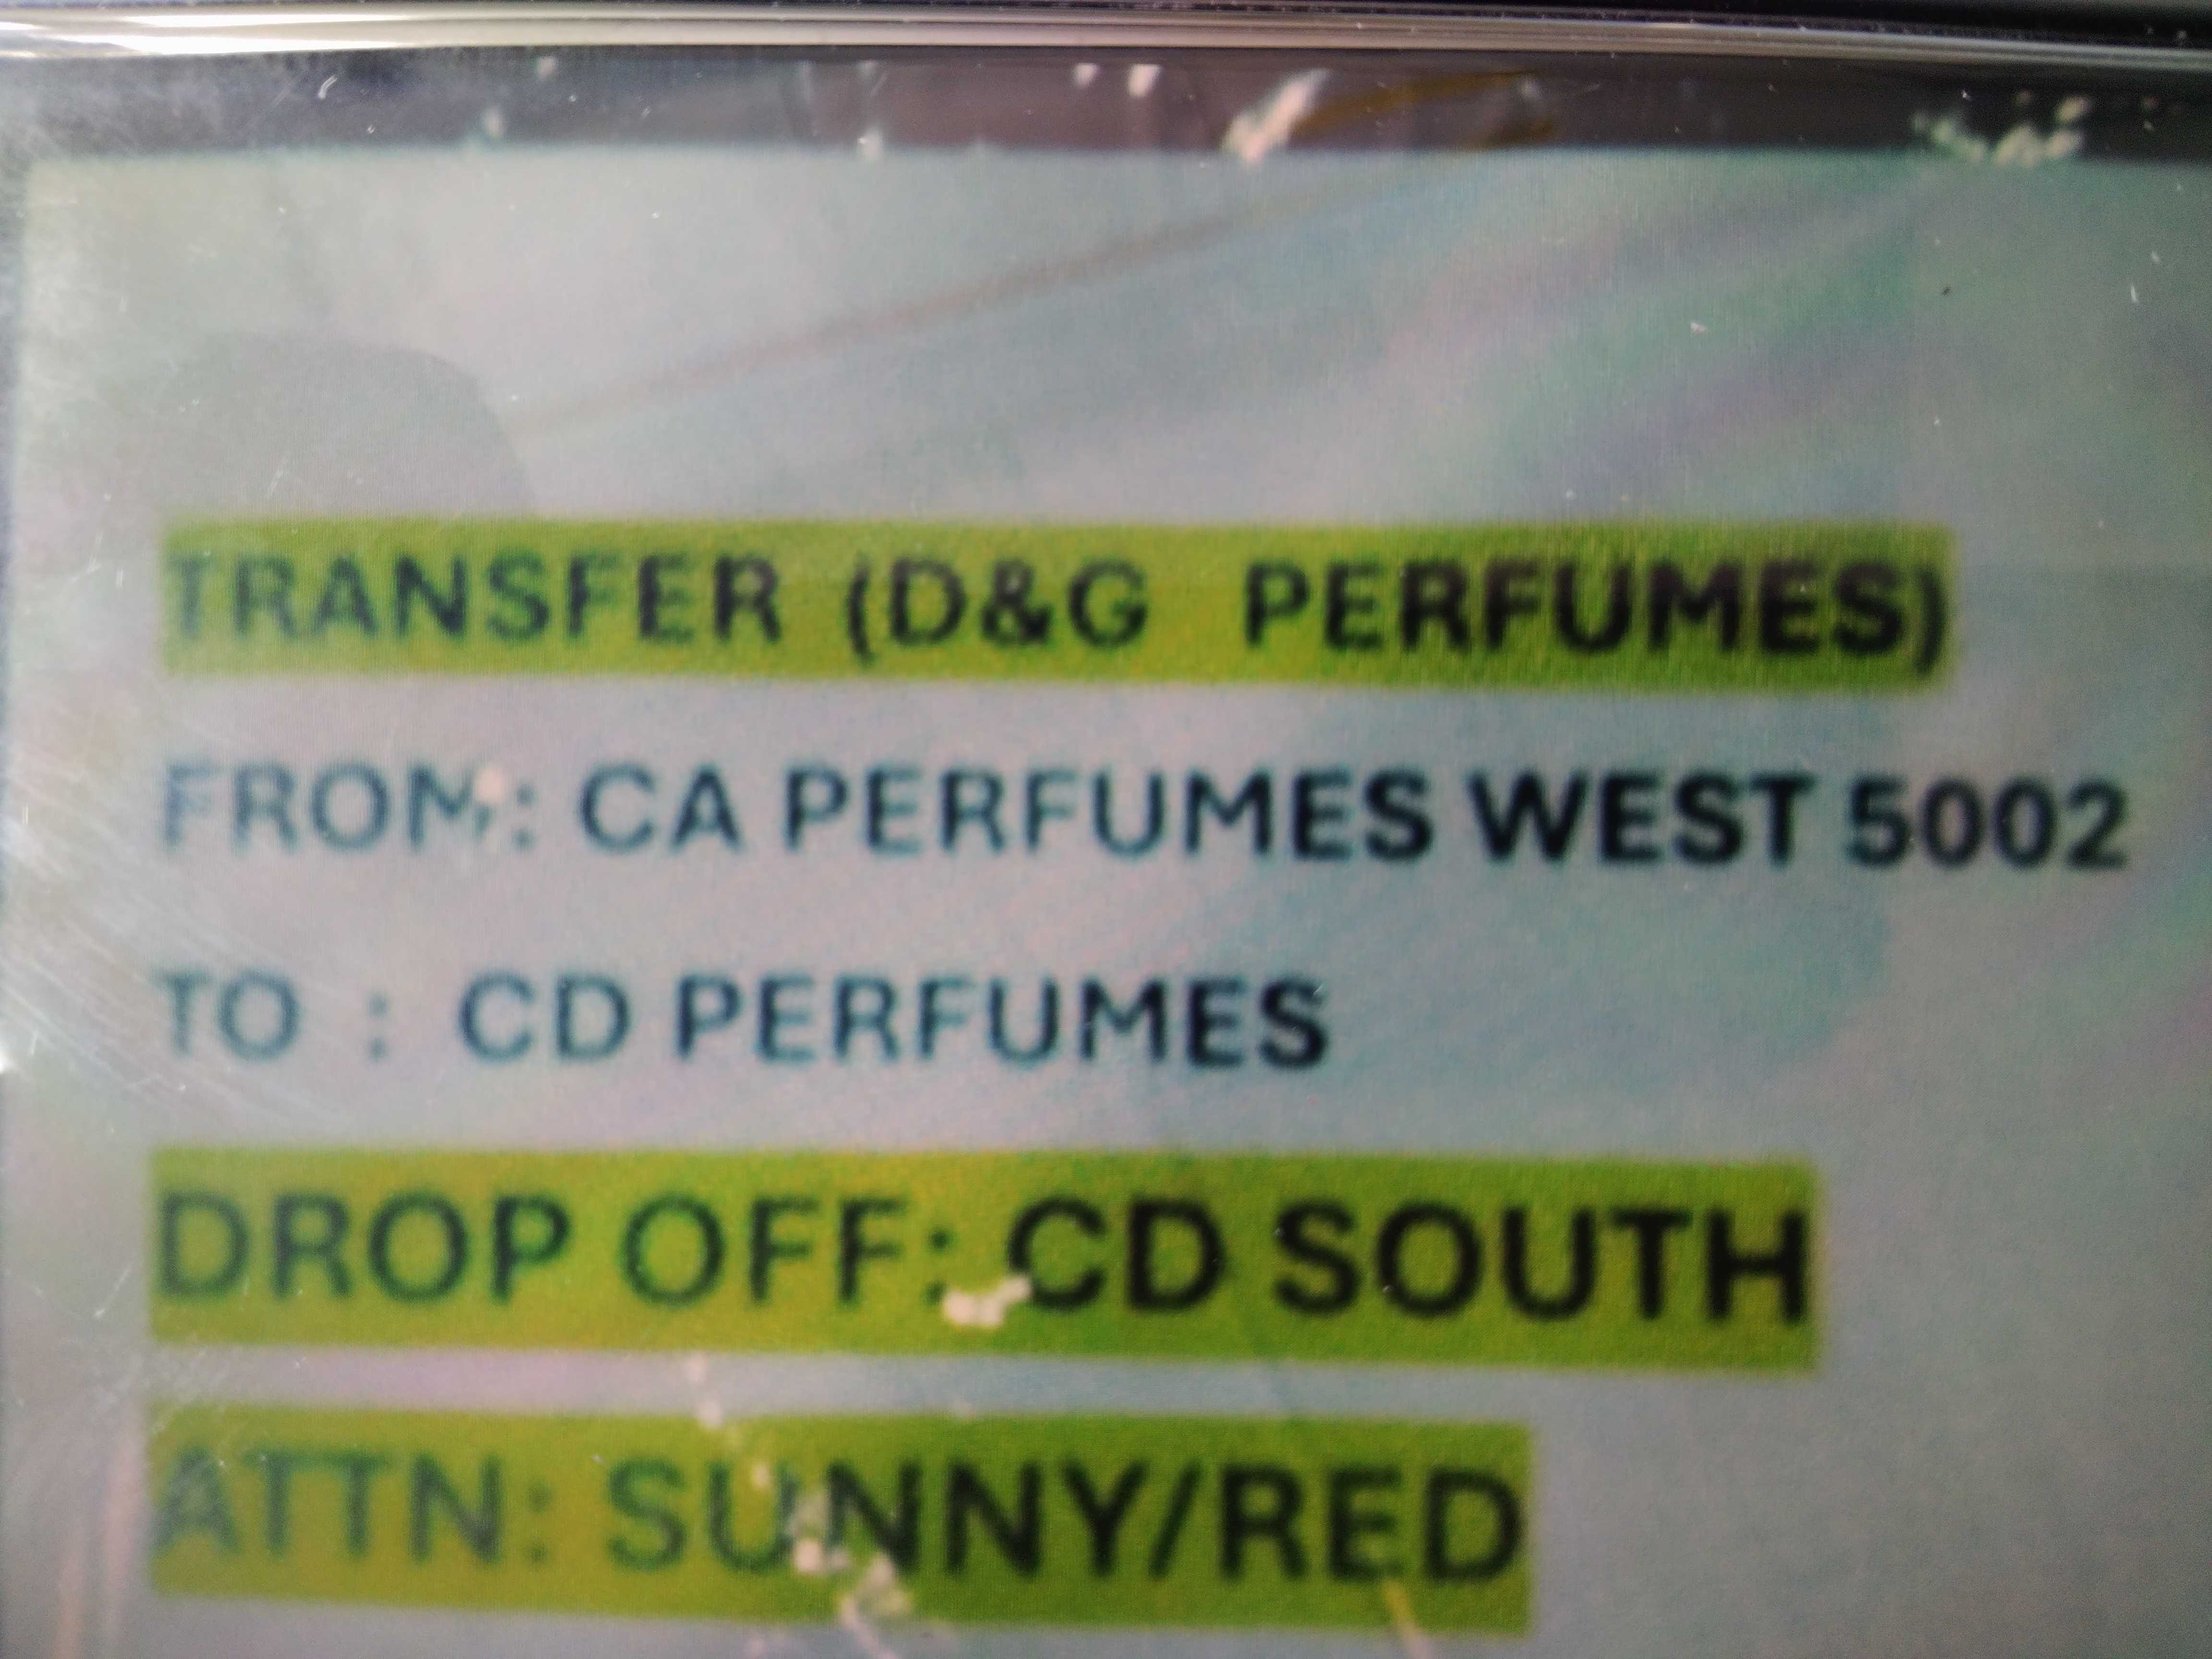 TRANSFER (D&G PERFUMES)
FROM: CA PERFUMES WEST 5002
TO : CD PERFUMES
DROP OFF: CD SOUTH
ATTN: SUNNY/RED